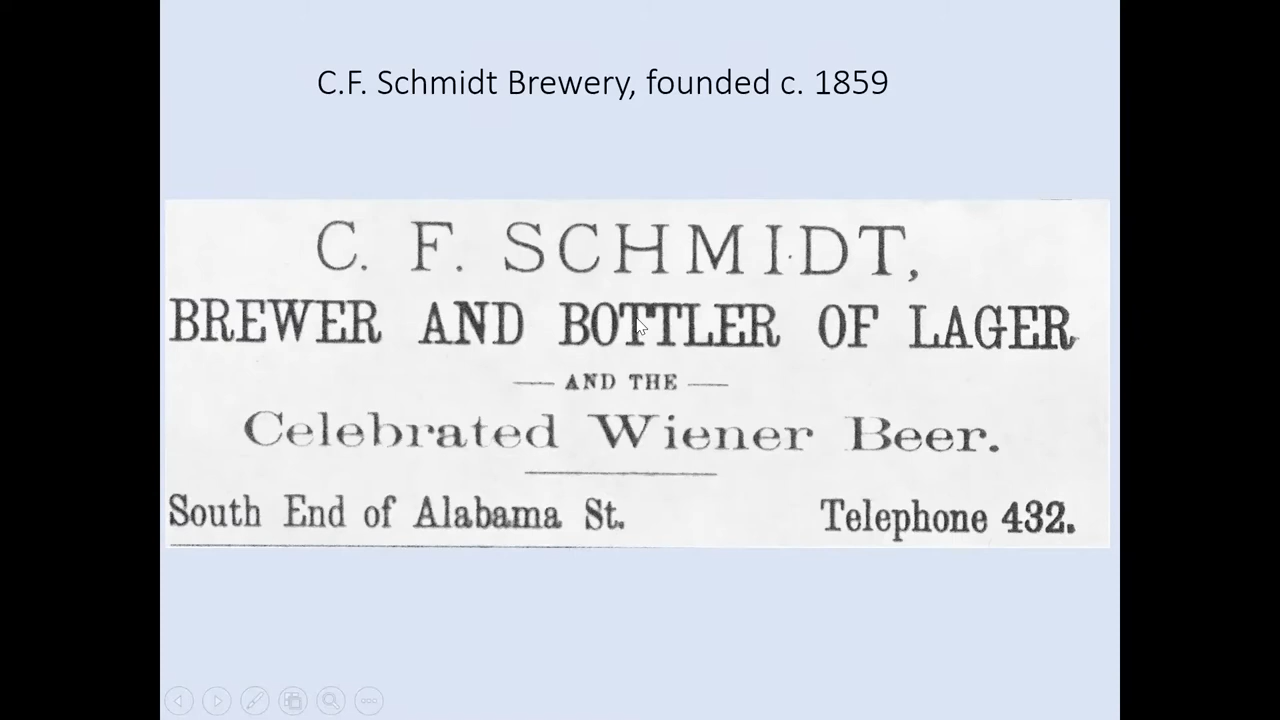 C.F. Schmidt Brewery, founded c. 1859
C. F. SCHMIDT,
BREWER AND BOTTLER OF LAGER
— AND THE —
Celebrated Wiener Beer.
South End of Alabama St. Telephone 432.